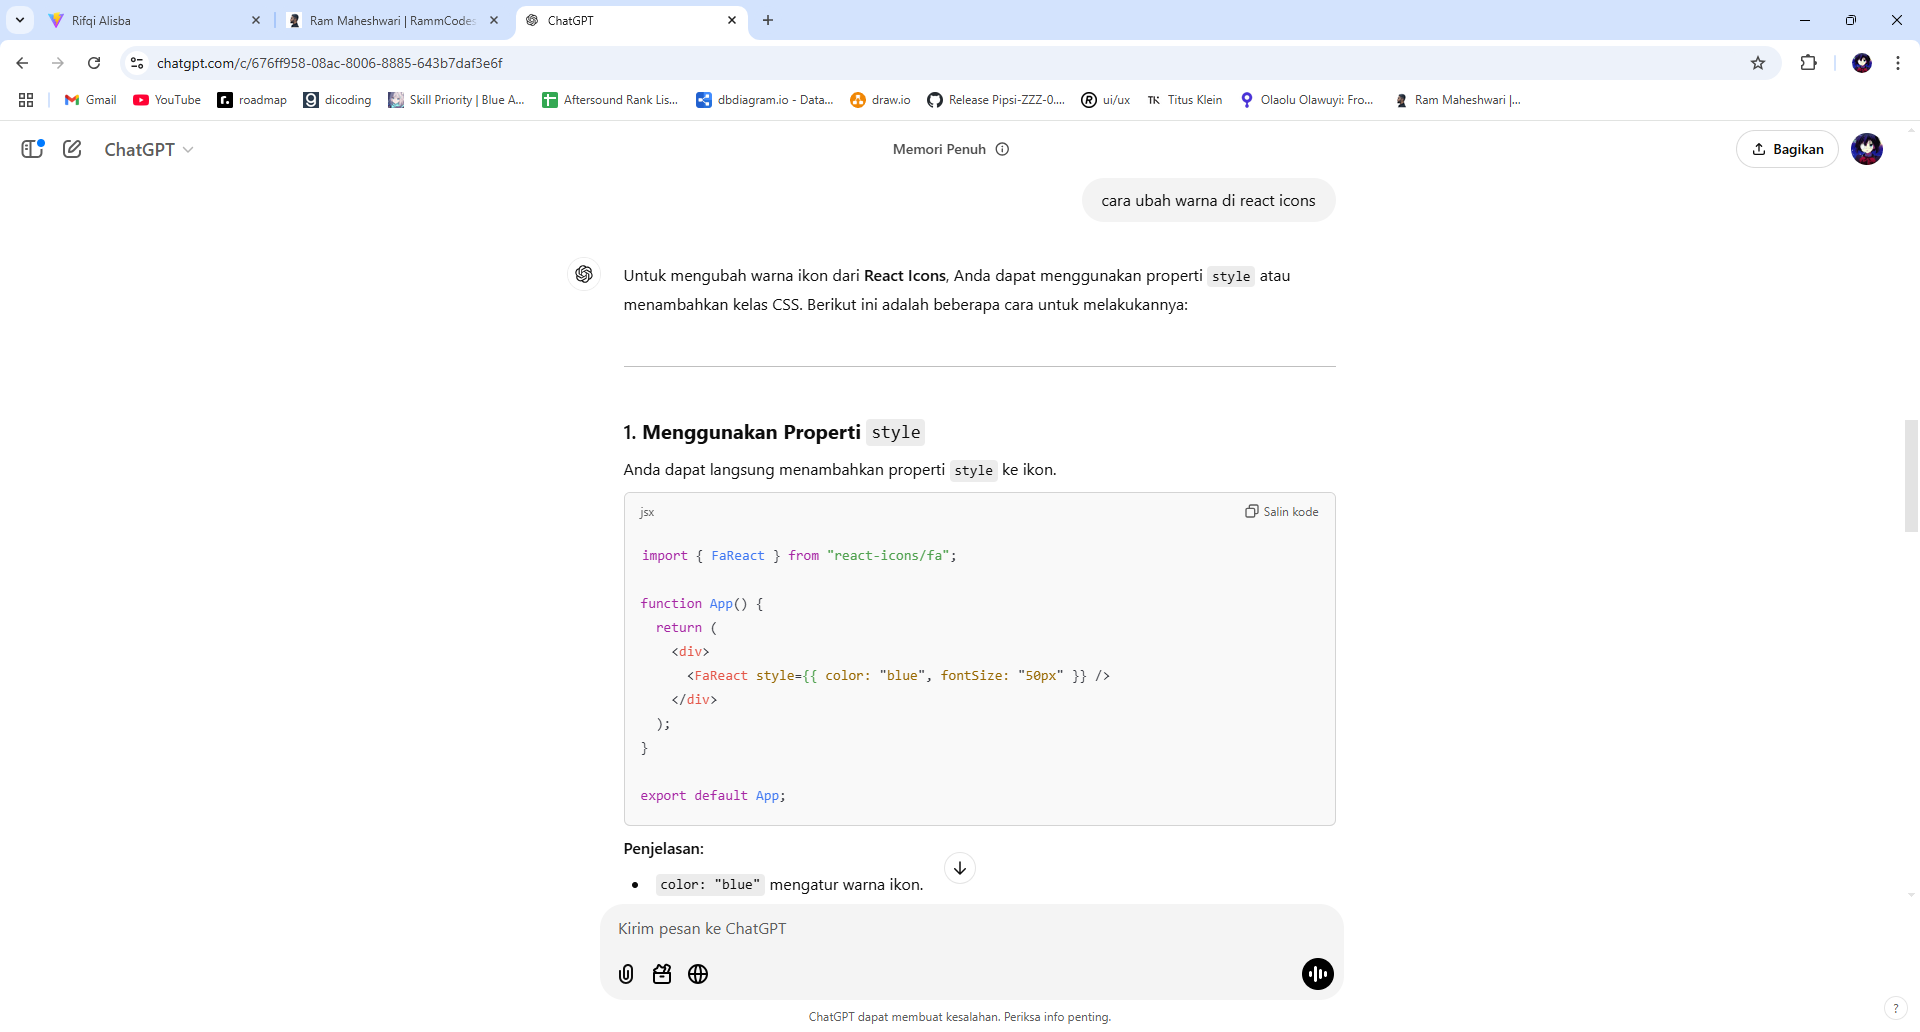 Rifqi Alisba
Ram Maheshwari | RammCodes
ChatGPT
chatgpt.com/c/676ff958-08ac-8006-8885-643b7daf3e6f
Gmail
YouTube
roadmap
dicoding
Skill Priority | Blue A...
Aftersound Rank Lis...
dbdiagram.io - Data...
draw.io
Release Pipsi-ZZZ-0....
ui/ux
TK Titus Klein
Olaolu Olawuyi: Fro...
Ram Maheshwari |...
ChatGPT
Memori Penuh
Bagikan
cara ubah warna di react icons
Untuk mengubah warna ikon dari React Icons, Anda dapat menggunakan properti style atau
menambahkan kelas CSS. Berikut ini adalah beberapa cara untuk melakukannya:
1. Menggunakan Properti style
Anda dapat langsung menambahkan properti style ke ikon.
jsx
Salin kode
import { FaReact } from "react-icons/fa";
function App() {
return (
<div>
<FaReact style={{ color: "blue", fontSize: "50px" }} />
</div>
);
}
export default App;
Penjelasan:
• color: "blue" mengatur warna ikon.
Kirim pesan ke ChatGPT
ChatGPT dapat membuat kesalahan. Periksa info penting.
?